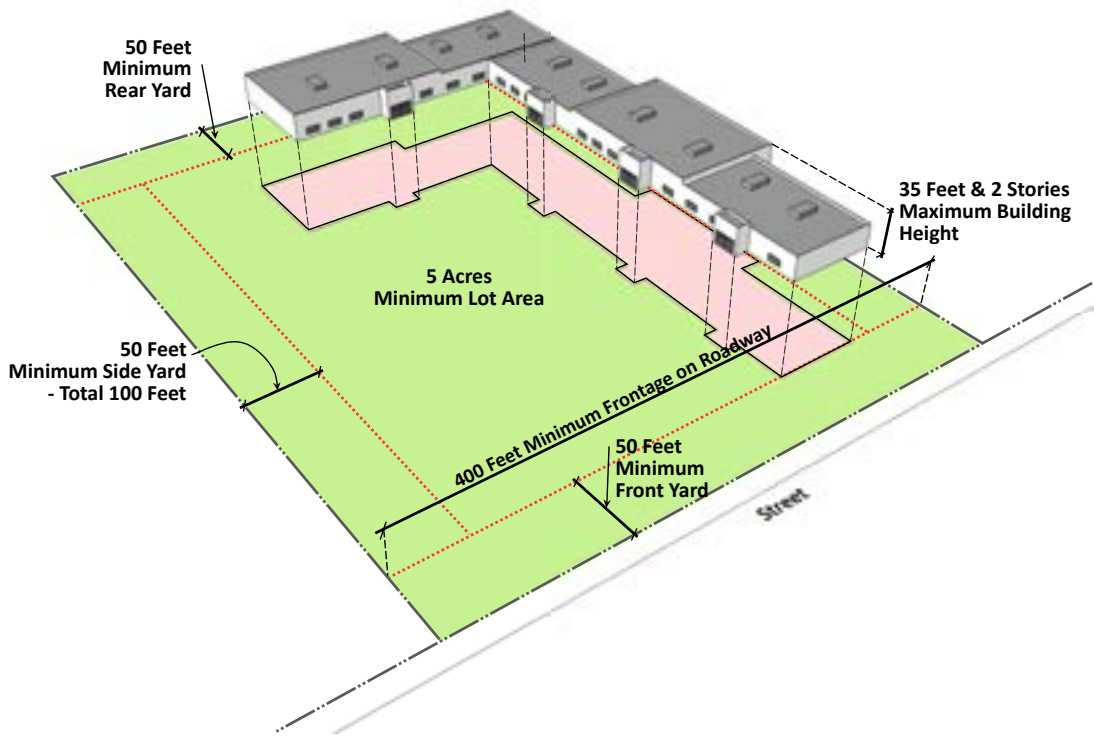 50 Feet
Minimum
Rear Yard
35 Feet & 2 Stories
Maximum Building
Height
5 Acres
Minimum Lot Area
50 Feet
Minimum Side Yard
- Total 100 Feet
400 Feet Minimum Frontage on Roadway
50 Feet
Minimum
Front Yard
Street